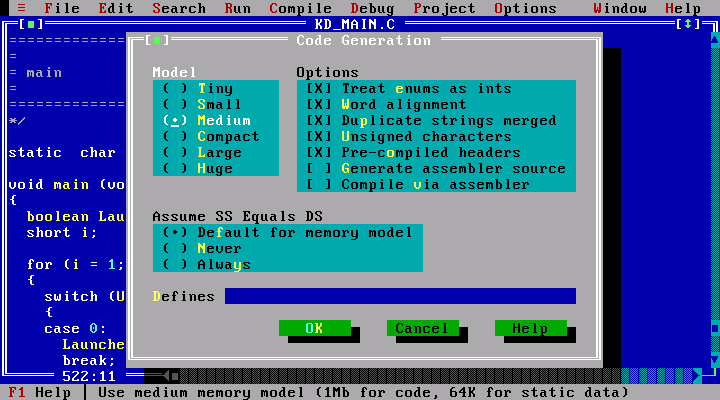 ≡ File Edit Search Run Compile Debug Project Options Window Help
[■] KD_MAIN.C [↕]
[■] Code Generation
===============
=
= main
=
===============
*/
static char
void main (vo
{
boolean Lau
short i;
for (i = 1;
{
switch (U
{
case 0:
Launche
break;
522:11
Model
( ) Tiny
( ) Small
(•) Medium
( ) Compact
( ) Large
( ) Huge
Options
[X] Treat enums as ints
[X] Word alignment
[X] Duplicate strings merged
[X] Unsigned characters
[X] Pre-compiled headers
[ ] Generate assembler source
[ ] Compile via assembler
Assume SS Equals DS
(•) Default for memory model
( ) Never
( ) Always
Defines
OK Cancel Help
F1 Help │ Use medium memory model (1Mb for code, 64K for static data)